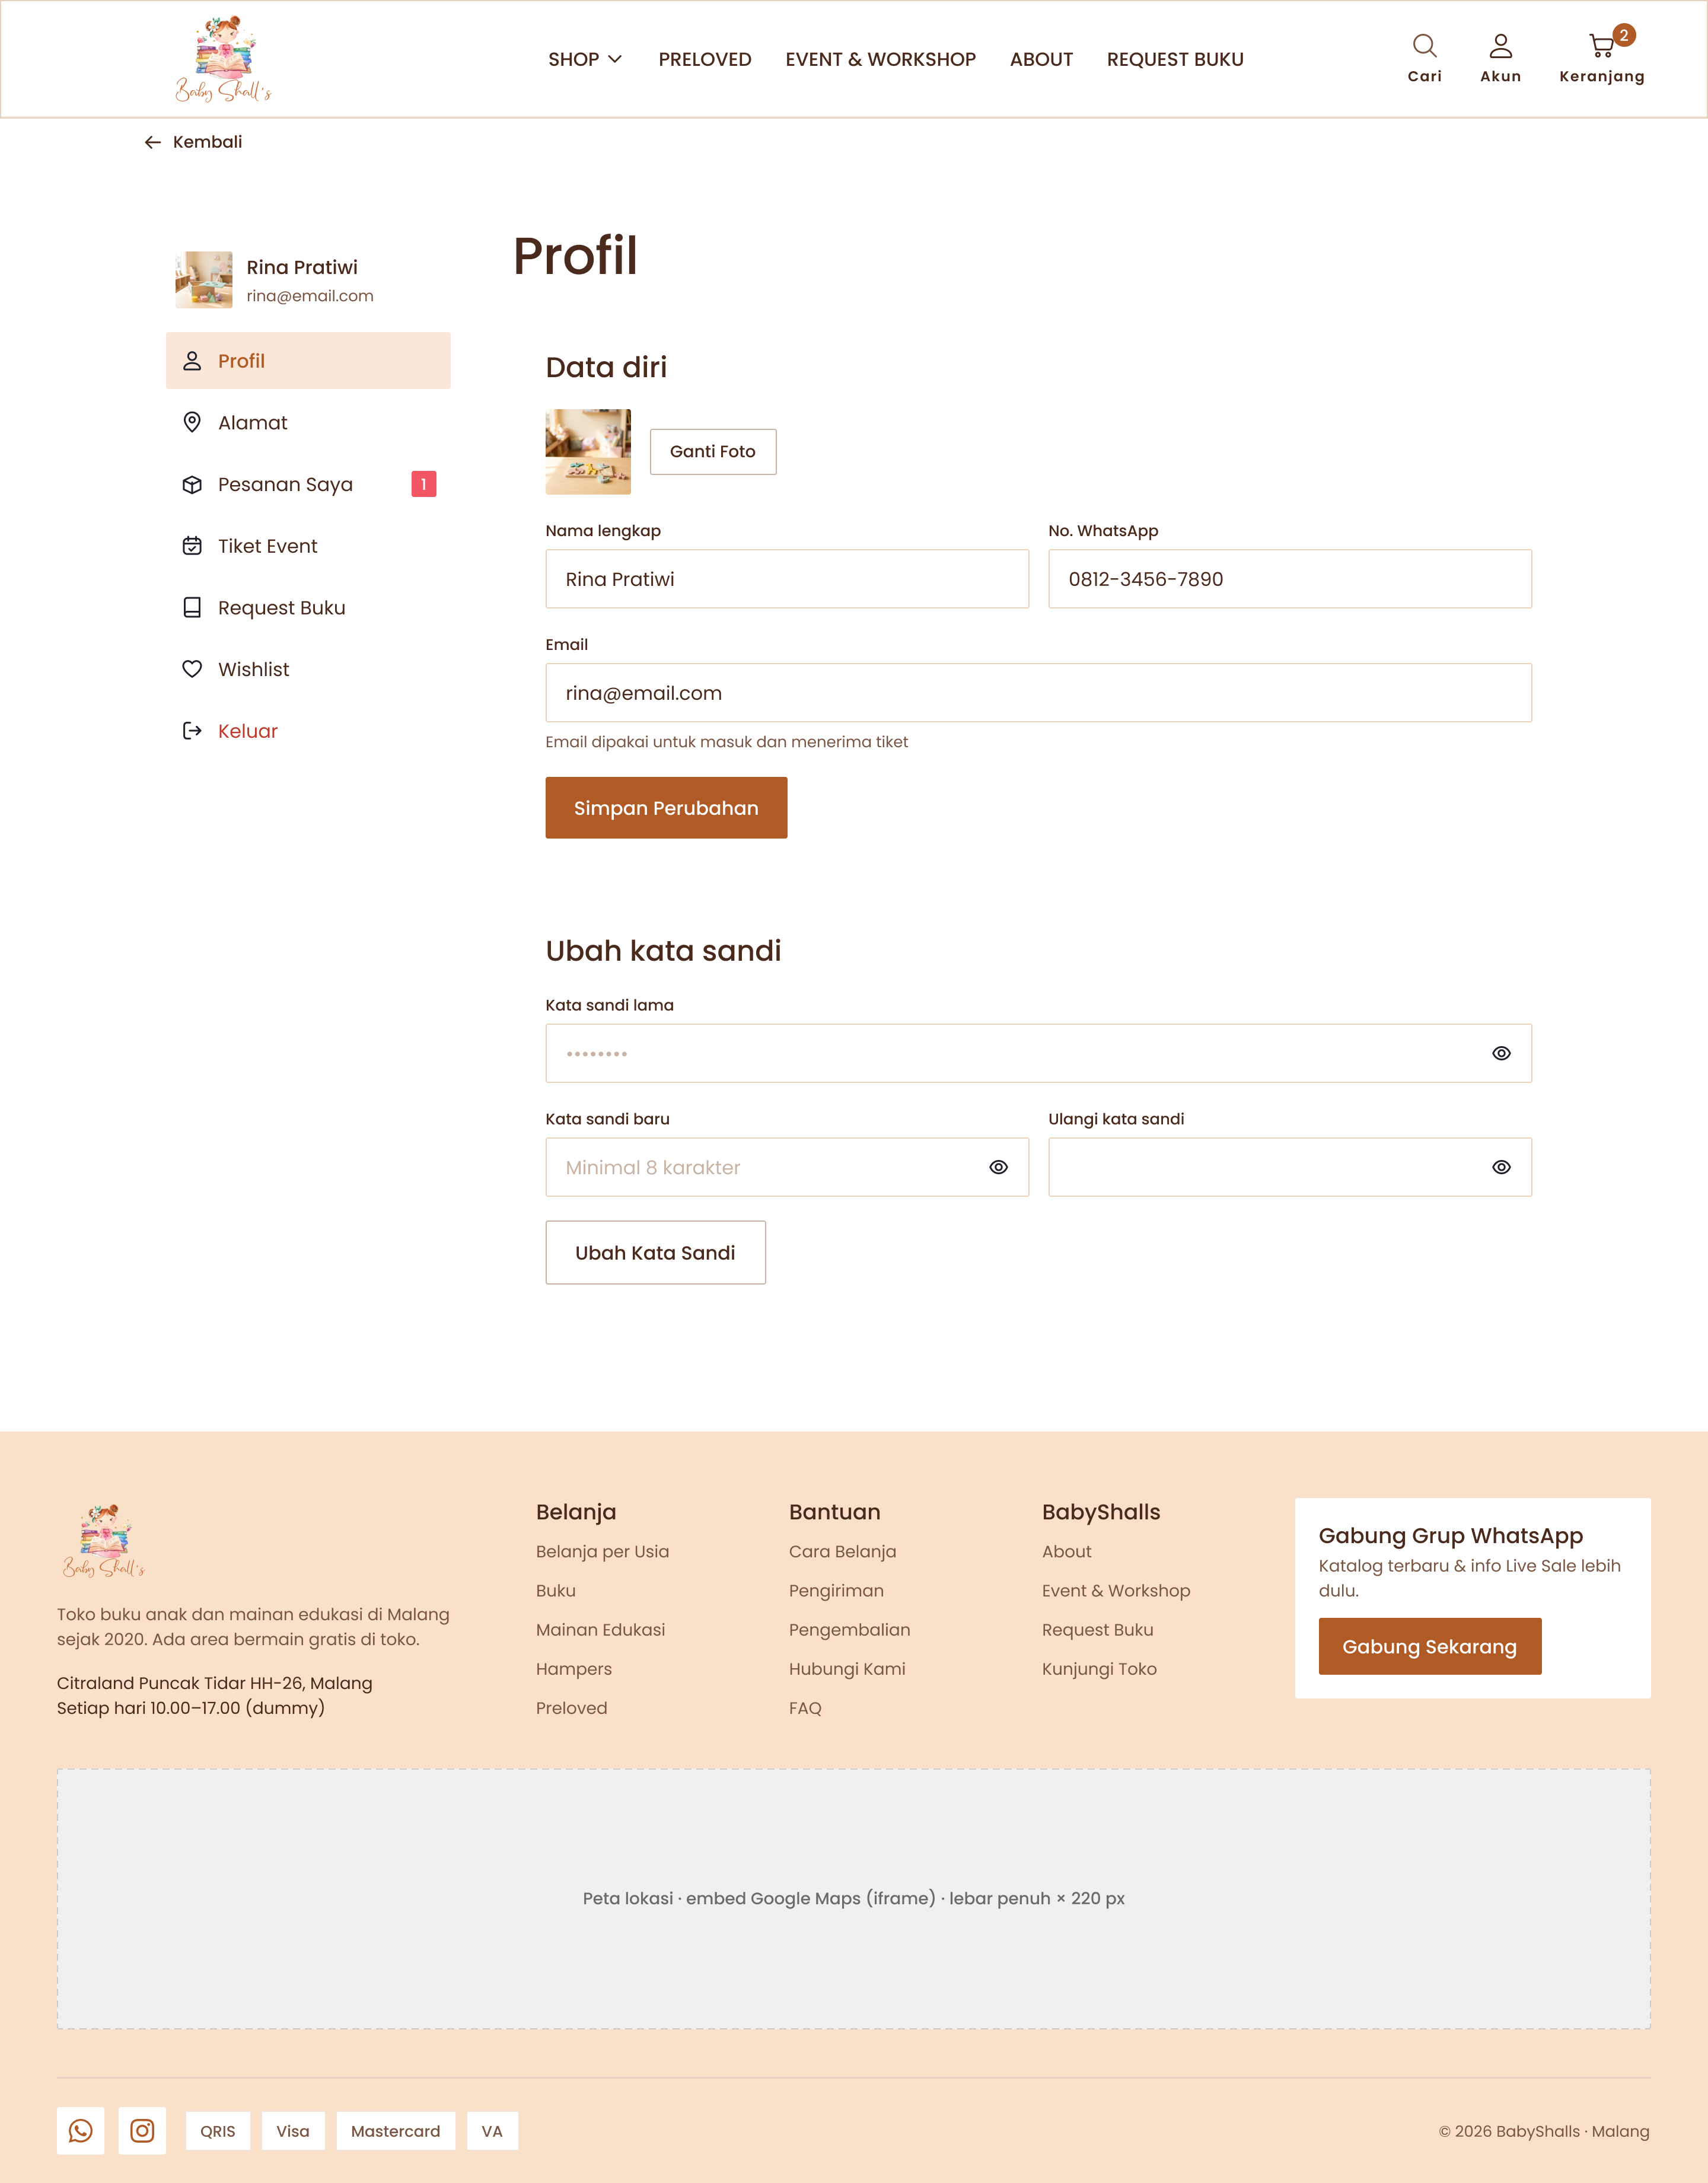 Baby Shall's
SHOP
PRELOVED
EVENT & WORKSHOP
ABOUT
REQUEST BUKU
Cari
Akun
2
Keranjang
Kembali
Rina Pratiwi
rina@email.com
Profil
Alamat
Pesanan Saya
1
Tiket Event
Request Buku
Wishlist
Keluar
Profil
Data diri
Ganti Foto
Nama lengkap
Rina Pratiwi
No. WhatsApp
0812-3456-7890
Email
rina@email.com
Email dipakai untuk masuk dan menerima tiket
Simpan Perubahan
Ubah kata sandi
Kata sandi lama
••••••••
Kata sandi baru
Minimal 8 karakter
Ulangi kata sandi
Ubah Kata Sandi
Baby Shall's
Toko buku anak dan mainan edukasi di Malang
sejak 2020. Ada area bermain gratis di toko.
Citraland Puncak Tidar HH-26, Malang
Setiap hari 10.00–17.00 (dummy)
Belanja
Belanja per Usia
Buku
Mainan Edukasi
Hampers
Preloved
Bantuan
Cara Belanja
Pengiriman
Pengembalian
Hubungi Kami
FAQ
BabyShalls
About
Event & Workshop
Request Buku
Kunjungi Toko
Gabung Grup WhatsApp
Katalog terbaru & info Live Sale lebih
dulu.
Gabung Sekarang
Peta lokasi · embed Google Maps (iframe) · lebar penuh × 220 px
QRIS
Visa
Mastercard
VA
© 2026 BabyShalls · Malang